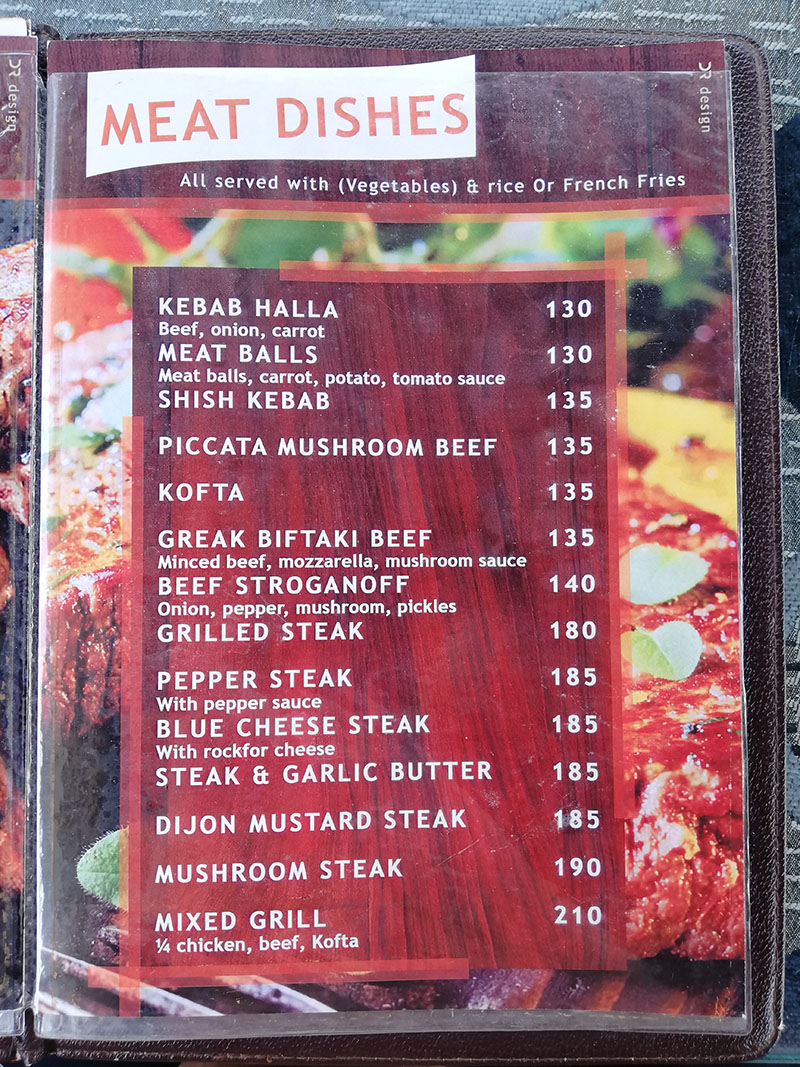 MEAT DISHES
All served with (Vegetables) & rice Or French Fries
KEBAB HALLA 130
Beef, onion, carrot
MEAT BALLS 130
Meat balls, carrot, potato, tomato sauce
SHISH KEBAB 135
PICCATA MUSHROOM BEEF 135
KOFTA 135
GREAK BIFTAKI BEEF 135
Minced beef, mozzarella, mushroom sauce
BEEF STROGANOFF 140
Onion, pepper, mushroom, pickles
GRILLED STEAK 180
PEPPER STEAK 185
With pepper sauce
BLUE CHEESE STEAK 185
With rockfor cheese
STEAK & GARLIC BUTTER 185
DIJON MUSTARD STEAK 185
MUSHROOM STEAK 190
MIXED GRILL 210
¼ chicken, beef, Kofta
design
design